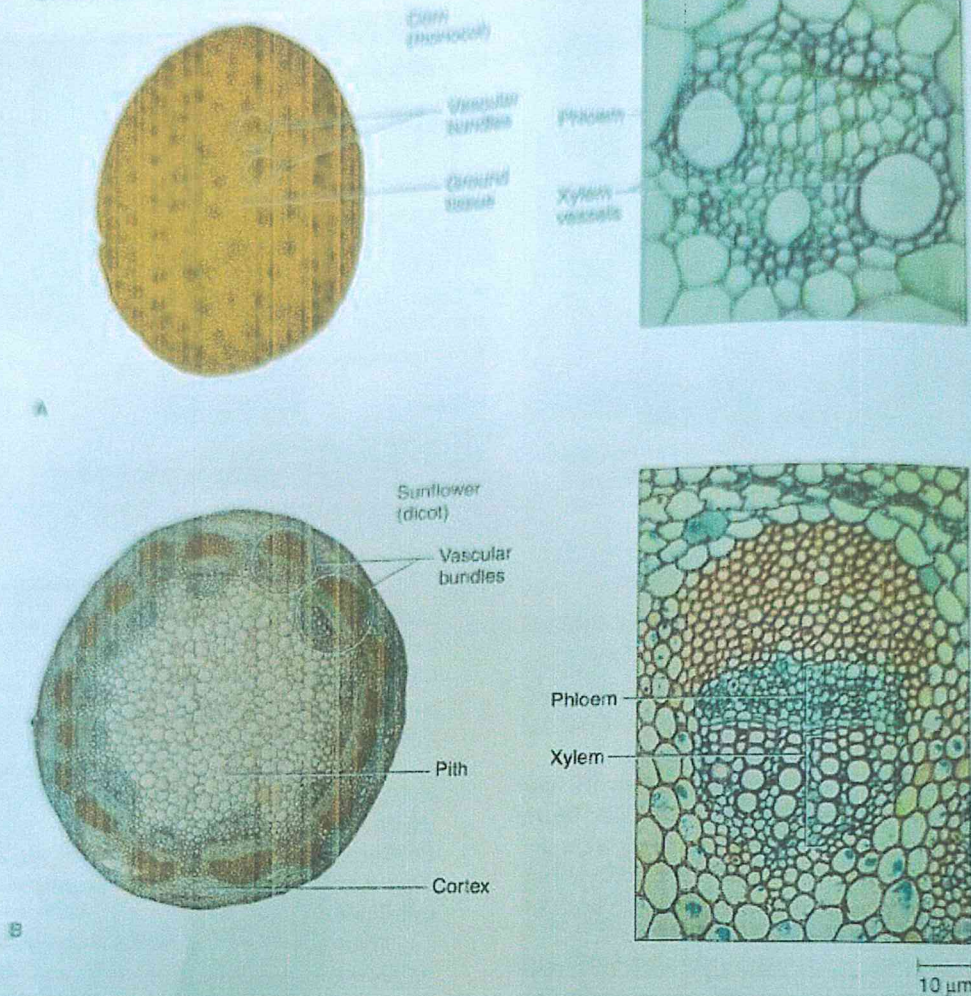 Corn
(monocot)
Vascular
bundles
Ground
tissue
Phloem
Xylem
vessels
A
Sunflower
(dicot)
Vascular
bundles
Pith
Cortex
Phloem
Xylem
B
10 μm